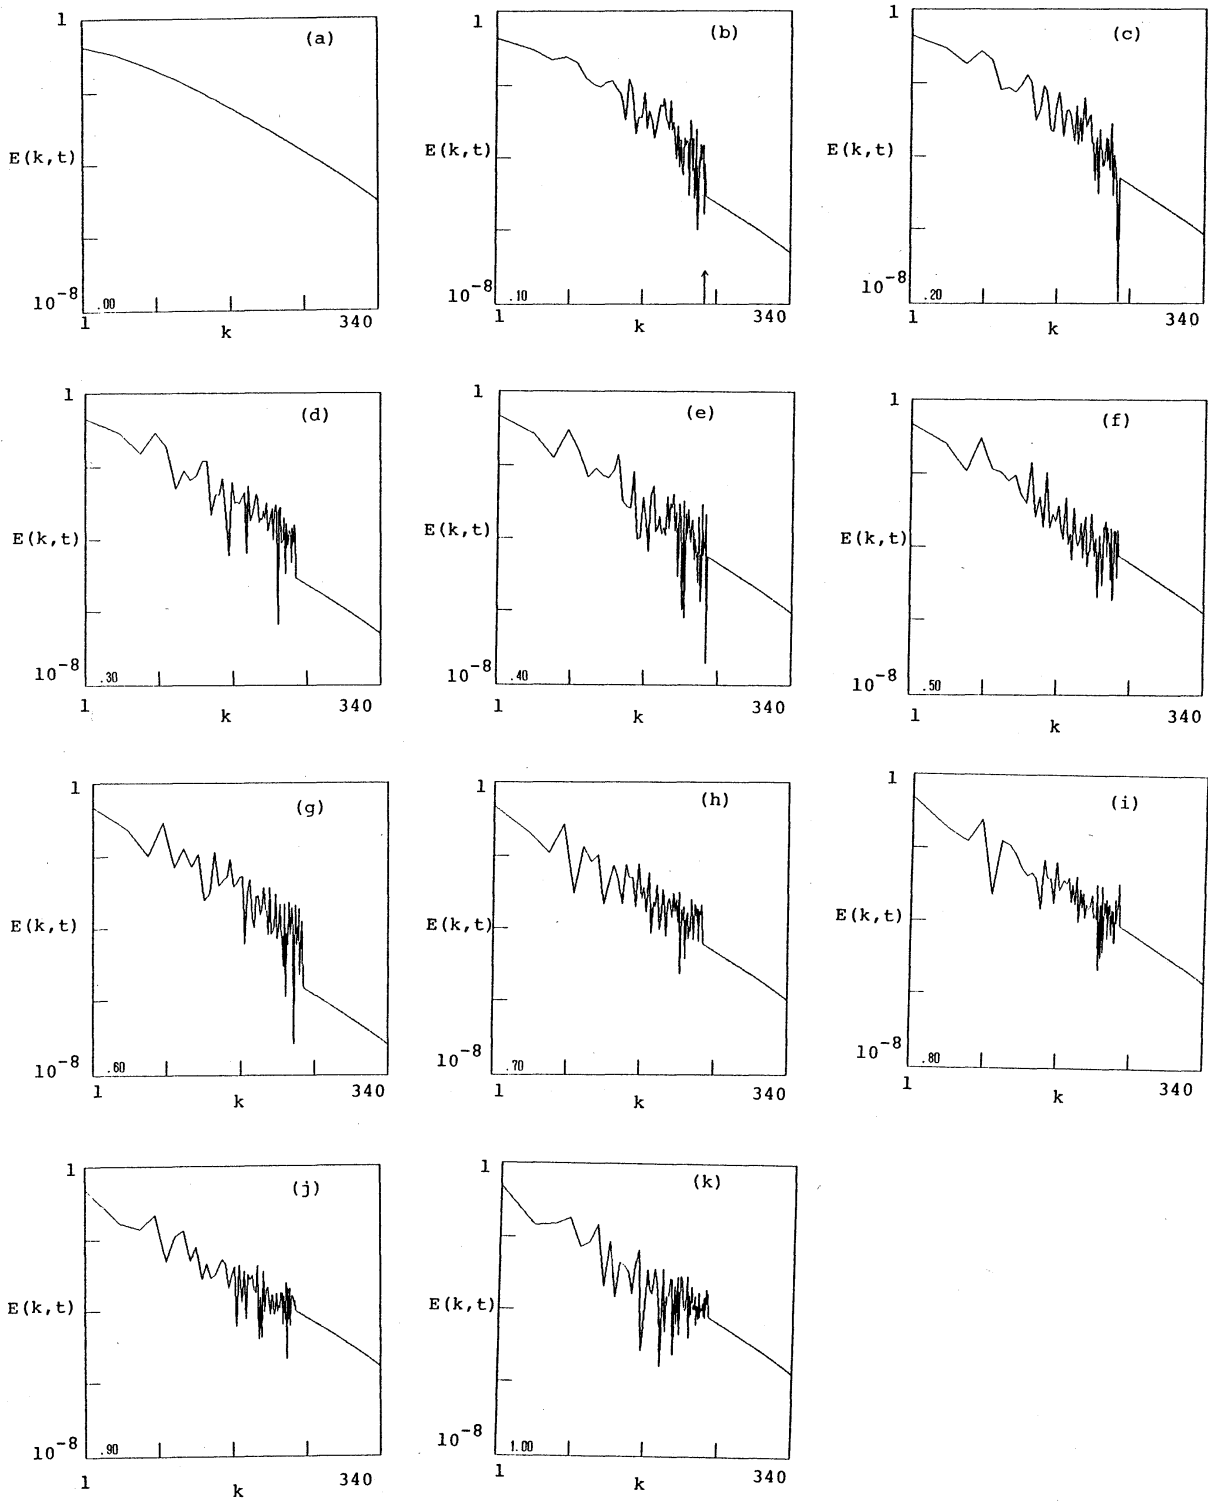 1
(a)
E(k,t)
10-8
.00
1
340
k
1
(b)
E(k,t)
10-8
.10
1
340
k
1
(c)
E(k,t)
10-8
.20
1
340
k
1
(d)
E(k,t)
10-8
.30
1
340
k
1
(e)
E(k,t)
10-8
.40
1
340
k
1
(f)
E(k,t)
10-8
.50
1
340
k
1
(g)
E(k,t)
10-8
.60
1
340
k
1
(h)
E(k,t)
10-8
.70
1
340
k
1
(i)
E(k,t)
10-8
.80
1
340
k
1
(j)
E(k,t)
10-8
.90
1
340
k
1
(k)
E(k,t)
10-8
1.00
1
340
k